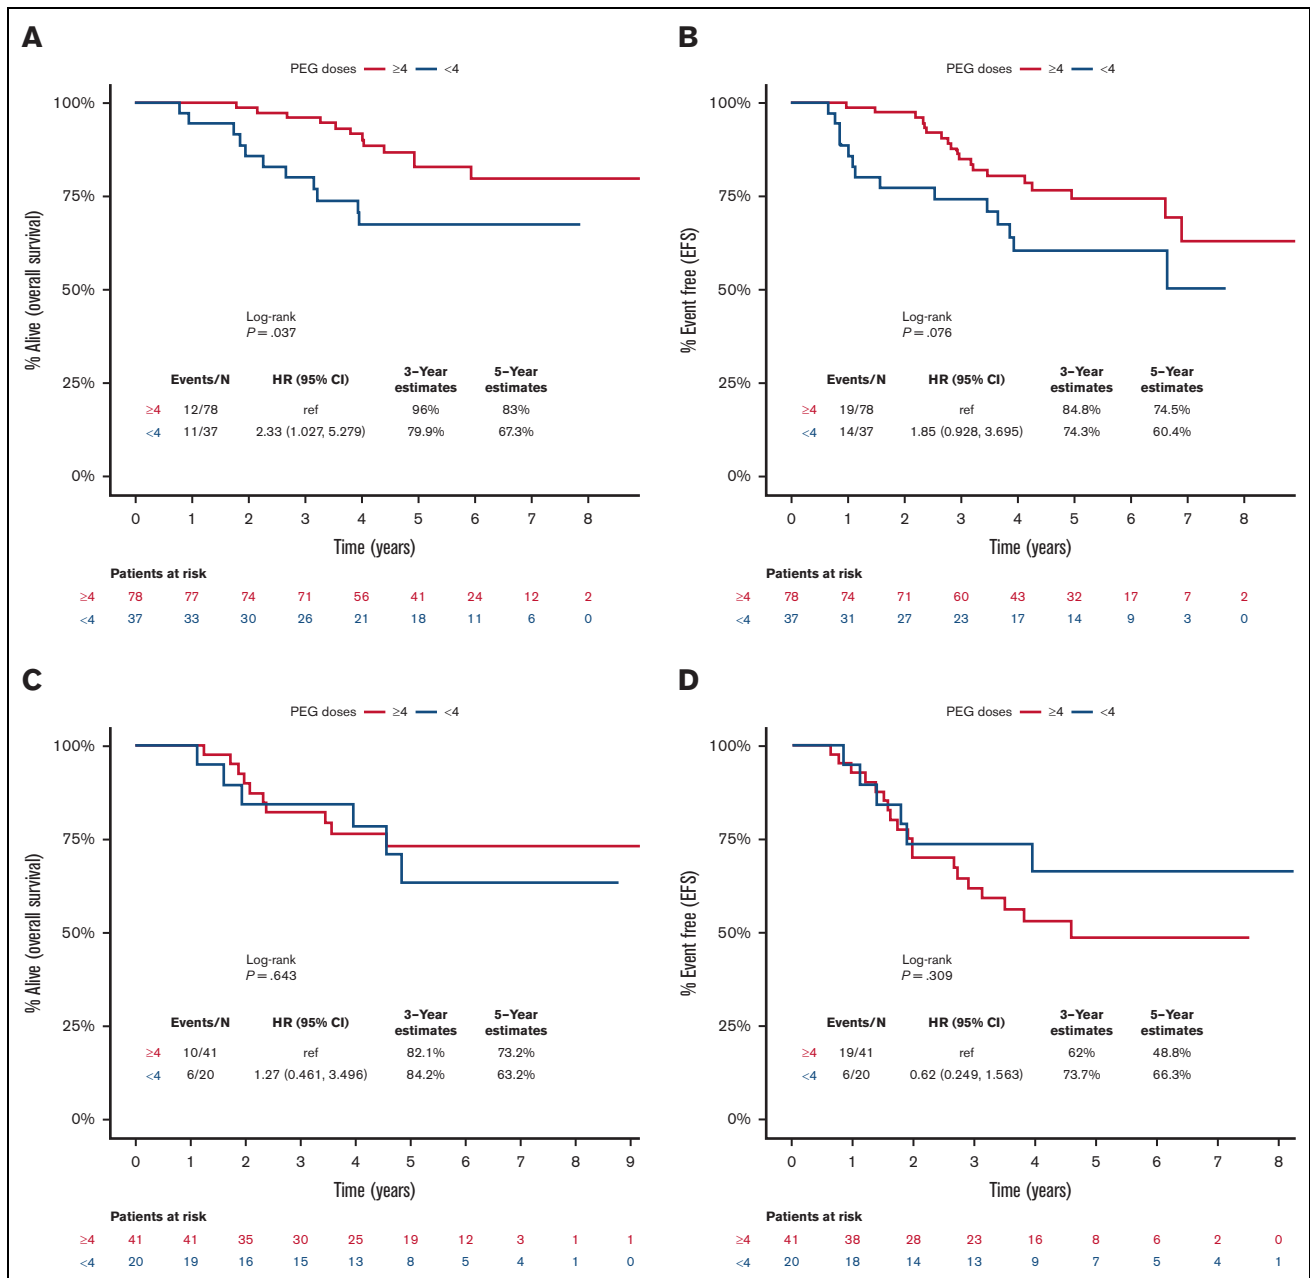 A
PEG doses ≥4 <4
100%
75%
50%
25%
0%
% Alive (overall survival)
Log-rank
P = .037
Events/N HR (95% CI) 3–Year estimates 5–Year estimates
≥4 12/78 ref 96% 83%
<4 11/37 2.33 (1.027, 5.279) 79.9% 67.3%
0 1 2 3 4 5 6 7 8
Time (years)
Patients at risk
≥4 78 77 74 71 56 41 24 12 2
<4 37 33 30 26 21 18 11 6 0
B
PEG doses ≥4 <4
100%
75%
50%
25%
0%
% Event free (EFS)
Log-rank
P = .076
Events/N HR (95% CI) 3–Year estimates 5–Year estimates
≥4 19/78 ref 84.8% 74.5%
<4 14/37 1.85 (0.928, 3.695) 74.3% 60.4%
0 1 2 3 4 5 6 7 8
Time (years)
Patients at risk
≥4 78 74 71 60 43 32 17 7 2
<4 37 31 27 23 17 14 9 3 0
C
PEG doses ≥4 <4
100%
75%
50%
25%
0%
% Alive (overall survival)
Log-rank
P = .643
Events/N HR (95% CI) 3–Year estimates 5–Year estimates
≥4 10/41 ref 82.1% 73.2%
<4 6/20 1.27 (0.461, 3.496) 84.2% 63.2%
0 1 2 3 4 5 6 7 8 9
Time (years)
Patients at risk
≥4 41 41 35 30 25 19 12 3 1 1
<4 20 19 16 15 13 8 5 4 1 0
D
PEG doses ≥4 <4
100%
75%
50%
25%
0%
% Event free (EFS)
Log-rank
P = .309
Events/N HR (95% CI) 3–Year estimates 5–Year estimates
≥4 19/41 ref 62% 48.8%
<4 6/20 0.62 (0.249, 1.563) 73.7% 66.3%
0 1 2 3 4 5 6 7 8
Time (years)
Patients at risk
≥4 41 38 28 23 16 8 6 2 0
<4 20 18 14 13 9 7 5 4 1